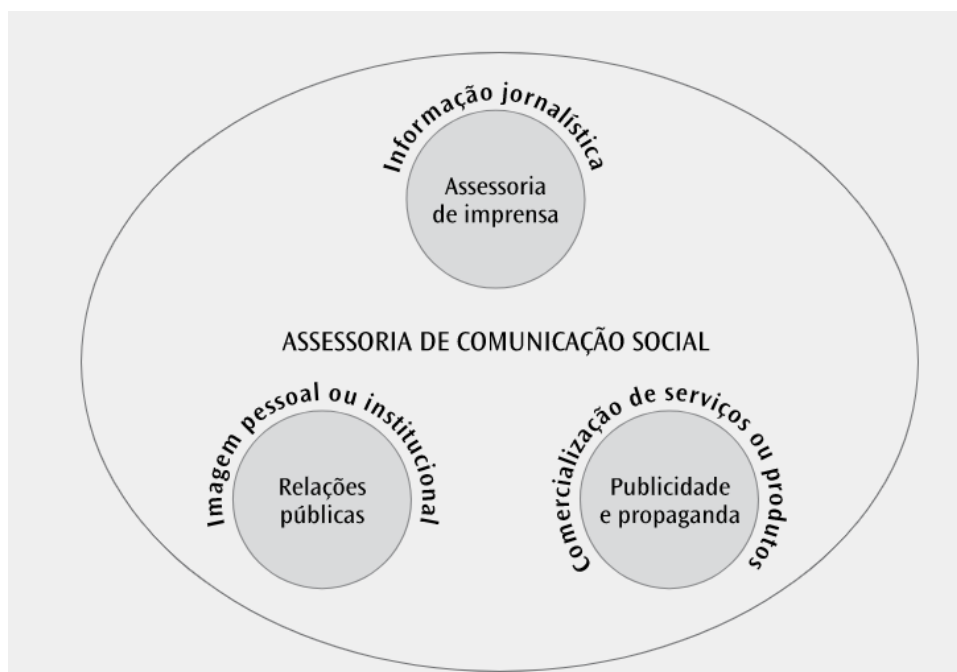 Informação jornalística
Assessoria
de imprensa
ASSESSORIA DE COMUNICAÇÃO SOCIAL
Imagem pessoal ou institucional
Relações
públicas
Comercialização de serviços ou produtos
Publicidade
e propaganda